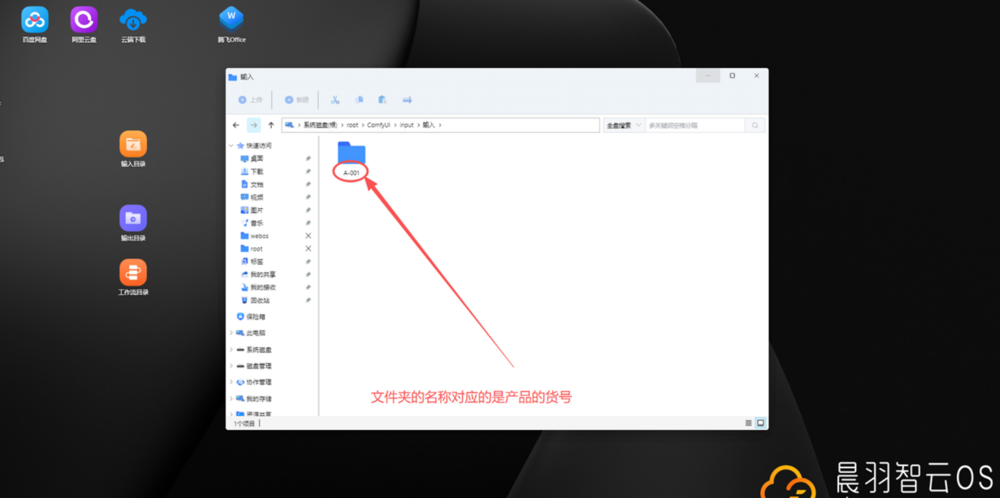 百度网盘
阿里云盘
云端下载
腾飞Office
输入目录
输出目录
工作流目录
输入
上传
新建
系统磁盘(根) > root > ComfyUI > input > 输入 >
全盘搜索
多关键词空格分隔
快速访问
桌面
下载
文档
视频
图片
音乐
webos
root
标签
我的共享
我的接收
回收站
保险箱
此电脑
系统磁盘
磁盘管理
协作管理
我的存储
资源共享
A-001
文件夹的名称对应的是产品的货号
1个项目
晨羽智云OS